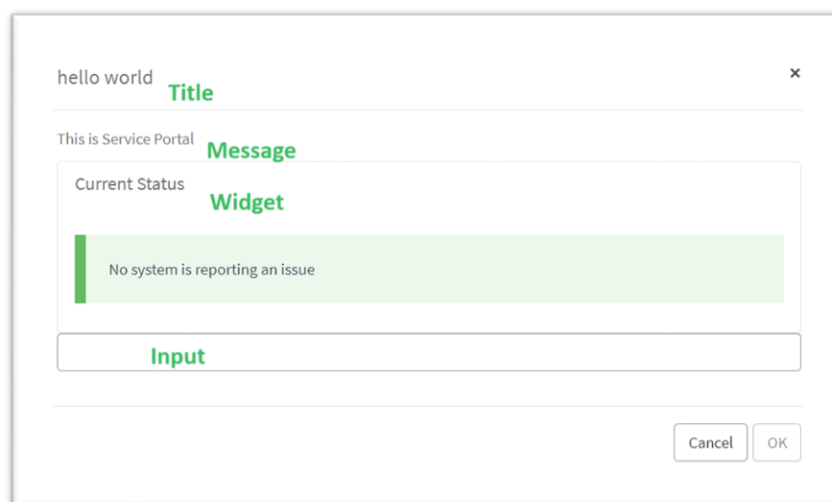 hello world
Title
×
This is Service Portal
Message
Current Status
Widget
No system is reporting an issue
Input
Cancel
OK